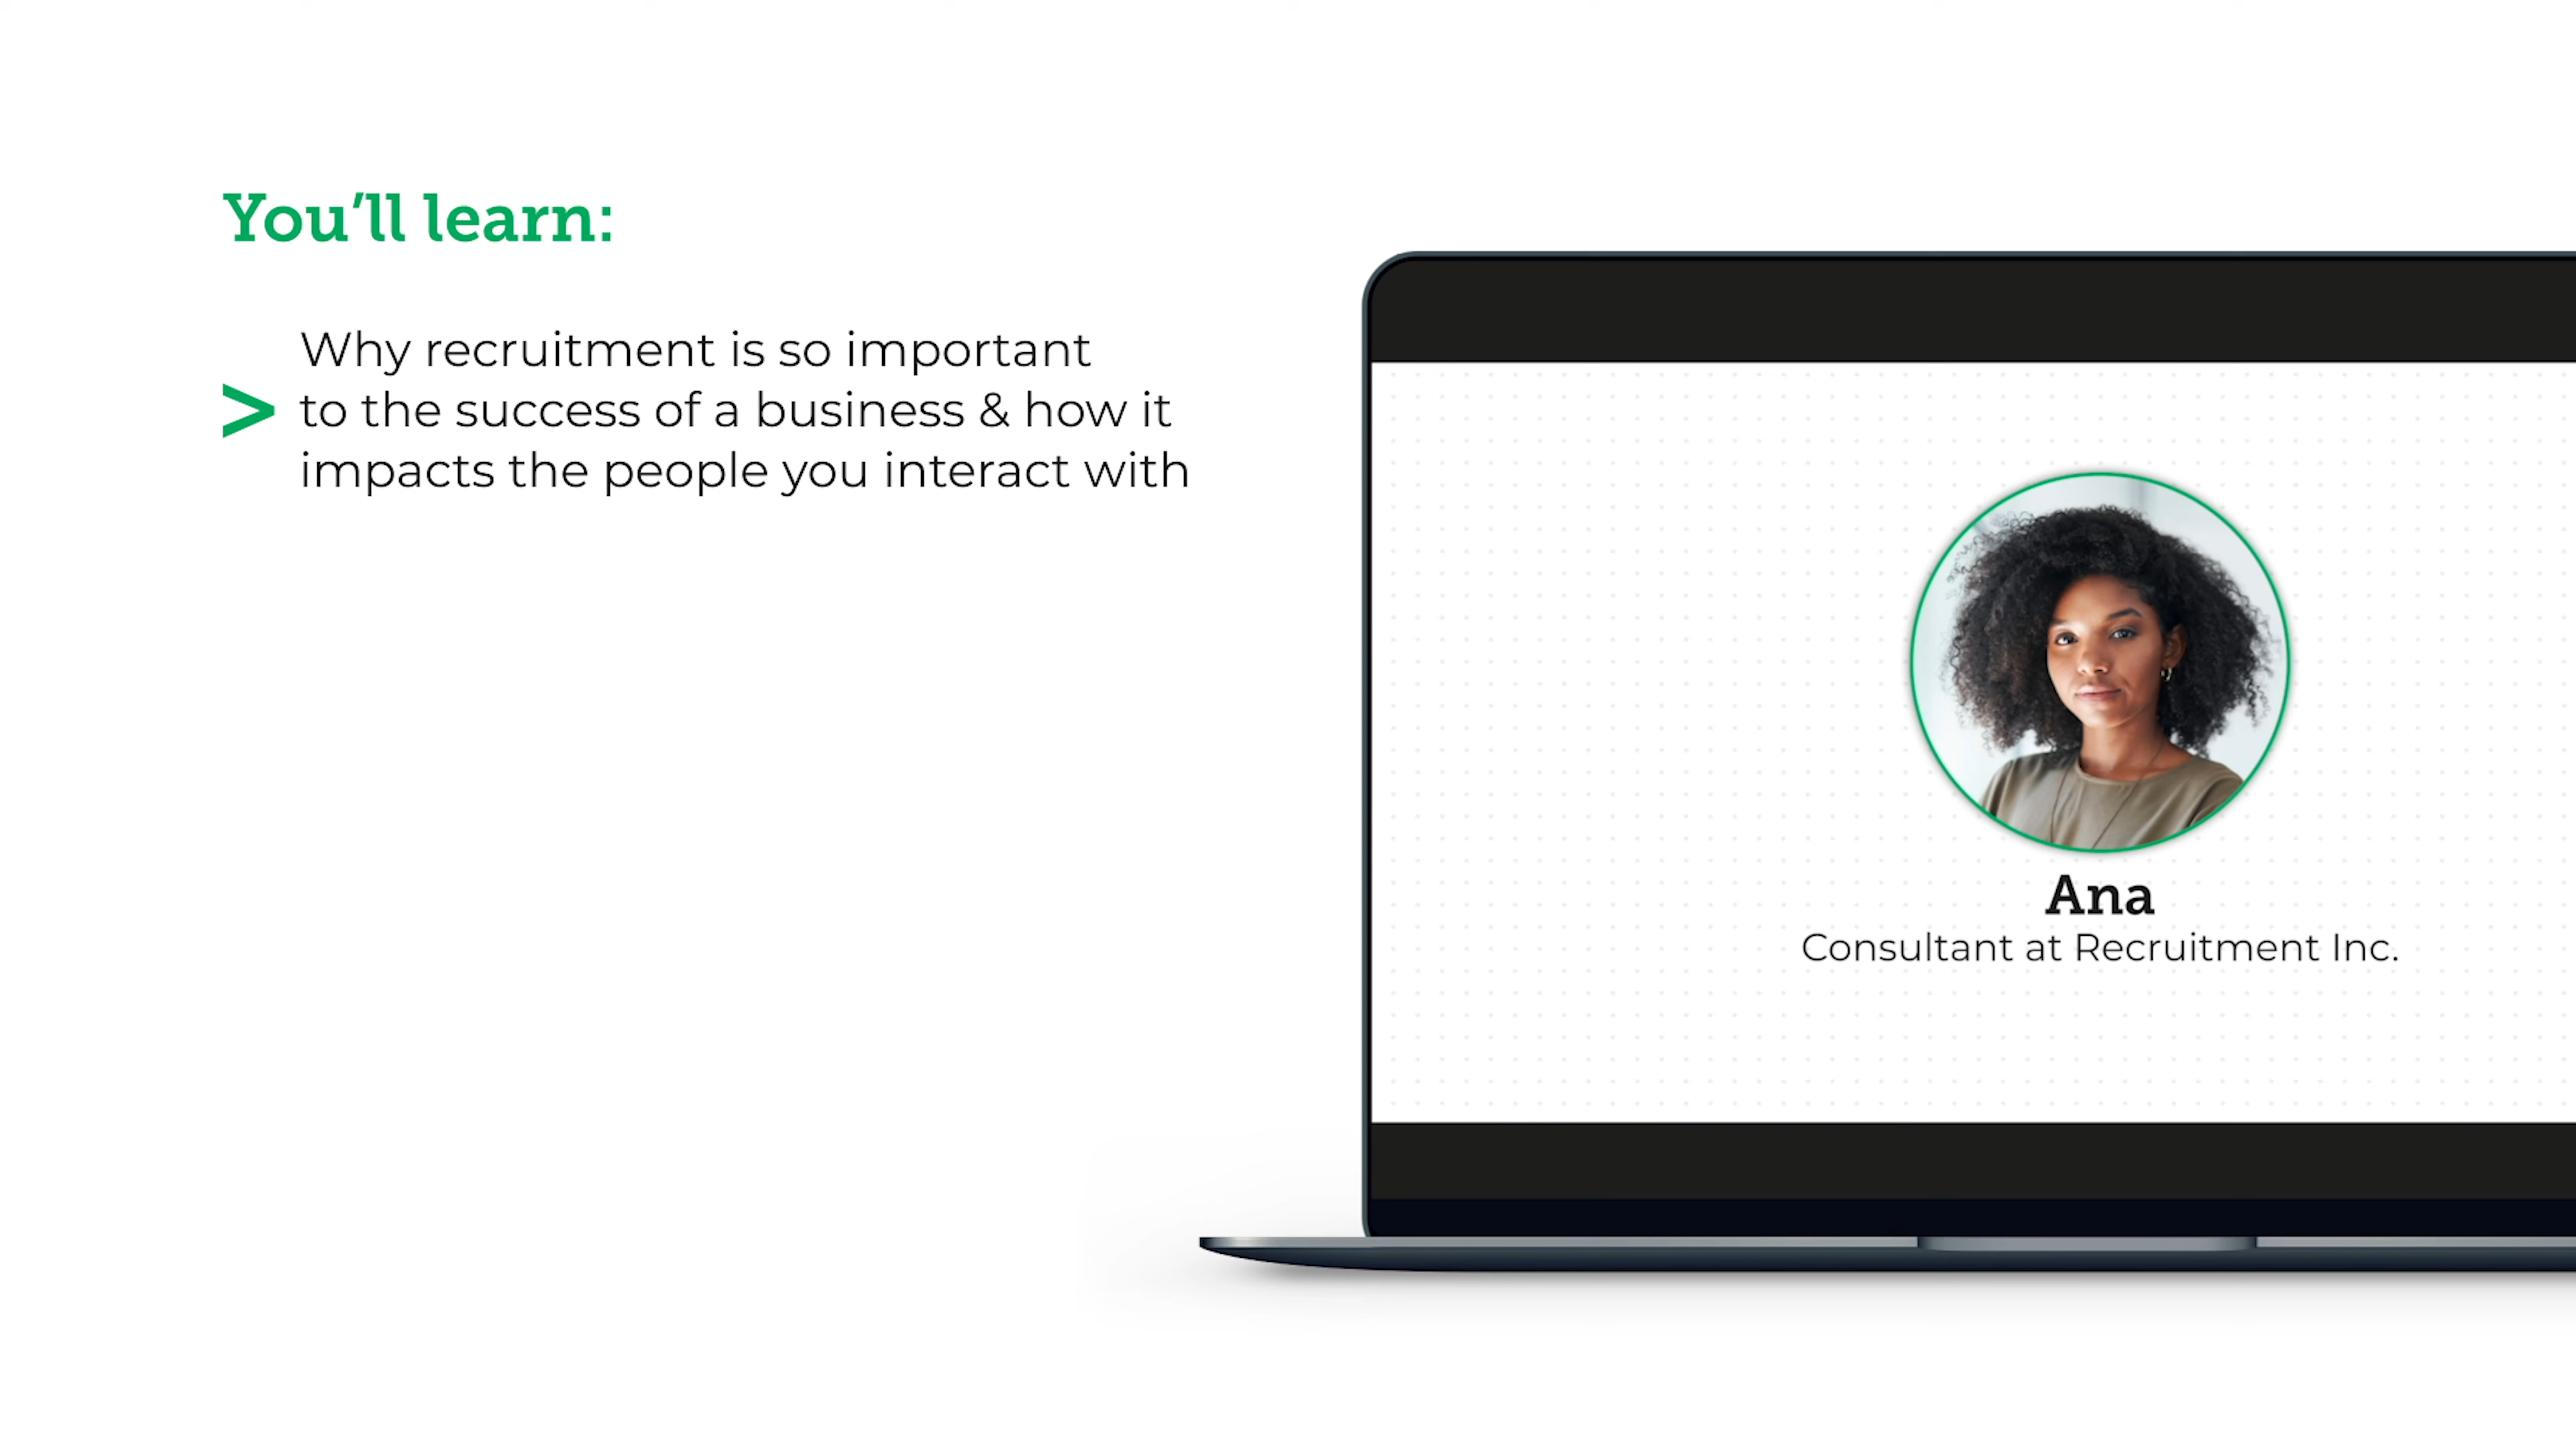 You’ll learn:
> Why recruitment is so important
to the success of a business & how it
impacts the people you interact with
Ana
Consultant at Recruitment Inc.